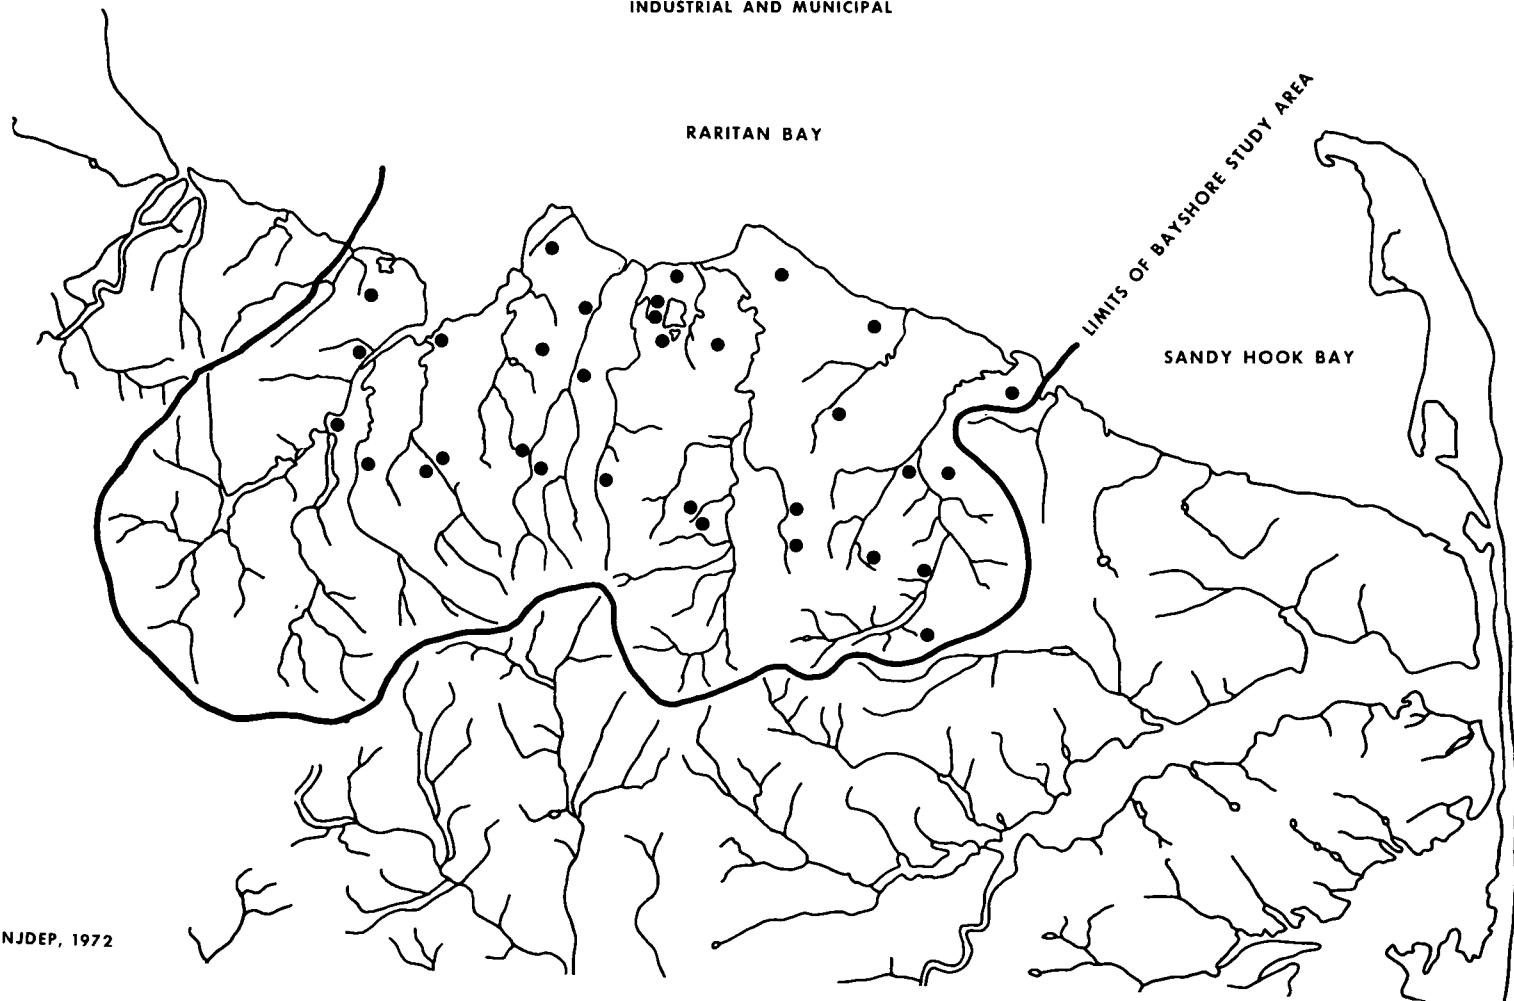 INDUSTRIAL AND MUNICIPAL
RARITAN BAY
LIMITS OF BAYSHORE STUDY AREA
SANDY HOOK BAY
NJDEP, 1972